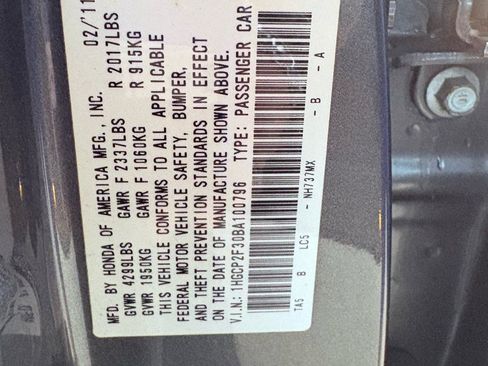 MFD. BY HONDA OF AMERICA MFG., INC. 02/'11
GVWR 4299LBS GAWR F 2337LBS R 2017LBS
GVWR 1950KG GAWR F 1060KG R 915KG
THIS VEHICLE CONFORMS TO ALL APPLICABLE
FEDERAL MOTOR VEHICLE SAFETY, BUMPER,
AND THEFT PREVENTION STANDARDS IN EFFECT
ON THE DATE OF MANUFACTURE SHOWN ABOVE.
V.I.N.: 1HGCP2F30BA100796 TYPE: PASSENGER CAR
TA5 B LC5 NH737MX - B - A